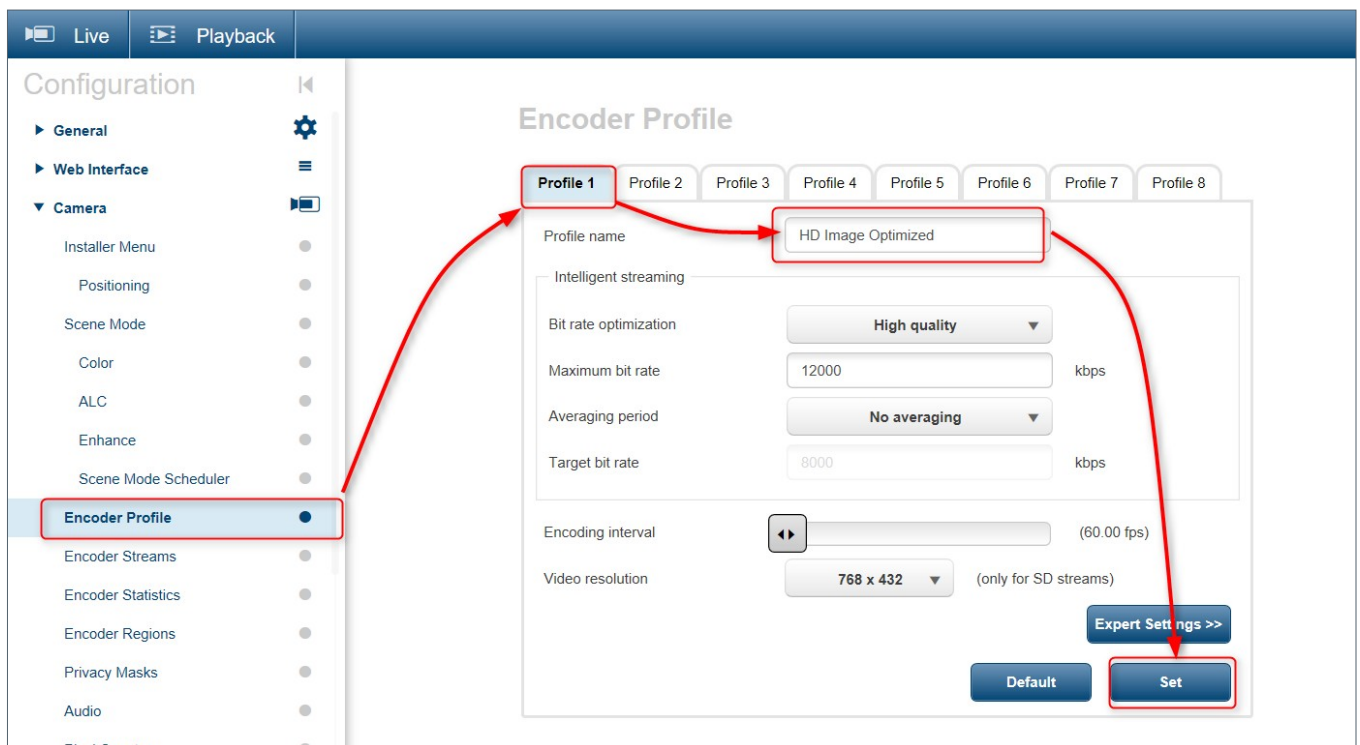 Live
Playback
Configuration
General
Web Interface
Camera
Installer Menu
Positioning
Scene Mode
Color
ALC
Enhance
Scene Mode Scheduler
Encoder Profile
Encoder Streams
Encoder Statistics
Encoder Regions
Privacy Masks
Audio
Encoder Profile
Profile 1 Profile 2 Profile 3 Profile 4 Profile 5 Profile 6 Profile 7 Profile 8
Profile name HD Image Optimized
Intelligent streaming
Bit rate optimization High quality
Maximum bit rate 12000 kbps
Averaging period No averaging
Target bit rate 8000 kbps
Encoding interval (60.00 fps)
Video resolution 768 x 432 (only for SD streams)
Expert Settings >>
Default Set